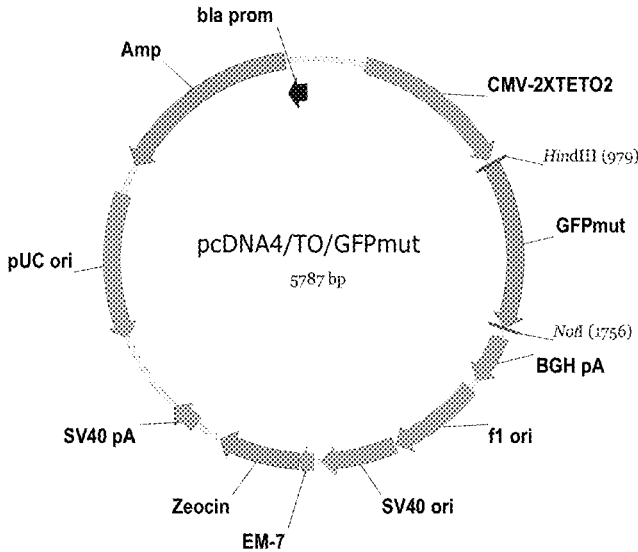 bla prom
Amp
CMV-2XTETO2
HindIII (979)
GFPmut
pcDNA4/TO/GFPmut
5787 bp
pUC ori
NotI (1756)
BGH pA
f1 ori
SV40 pA
Zeocin
SV40 ori
EM-7